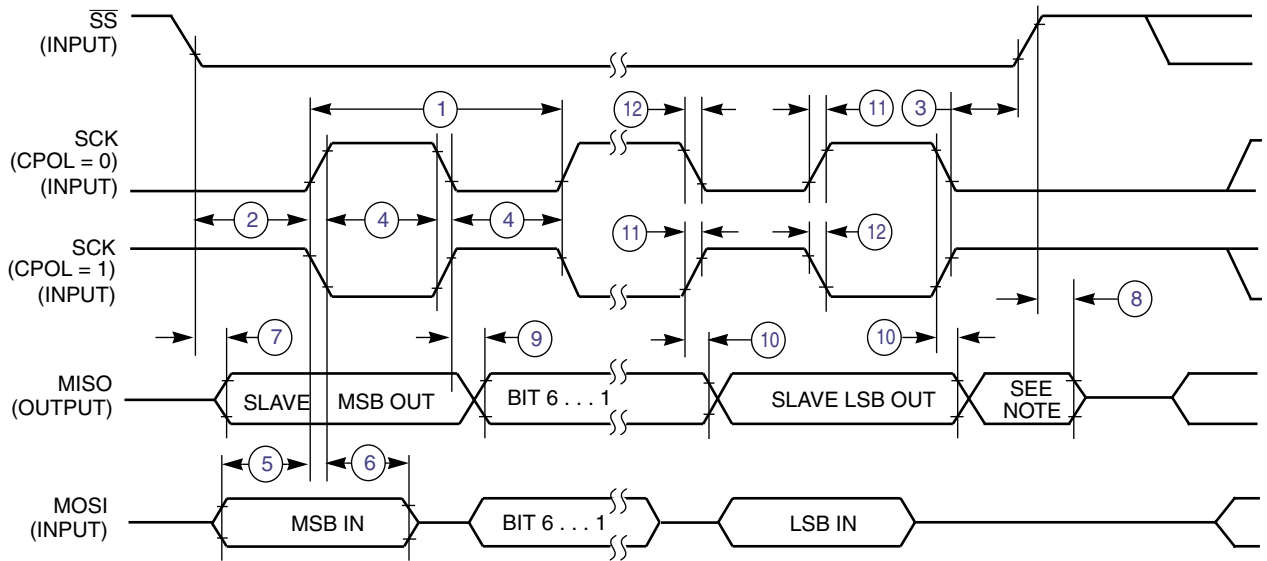 SS
(INPUT)
1
12
11
3
SCK
(CPOL = 0)
(INPUT)
2
4
4
SCK
(CPOL = 1)
(INPUT)
11
12
8
7
9
10
10
MISO
(OUTPUT)
SLAVE MSB OUT
BIT 6 . . . 1
SLAVE LSB OUT
SEE
NOTE
5
6
MOSI
(INPUT)
MSB IN
BIT 6 . . . 1
LSB IN